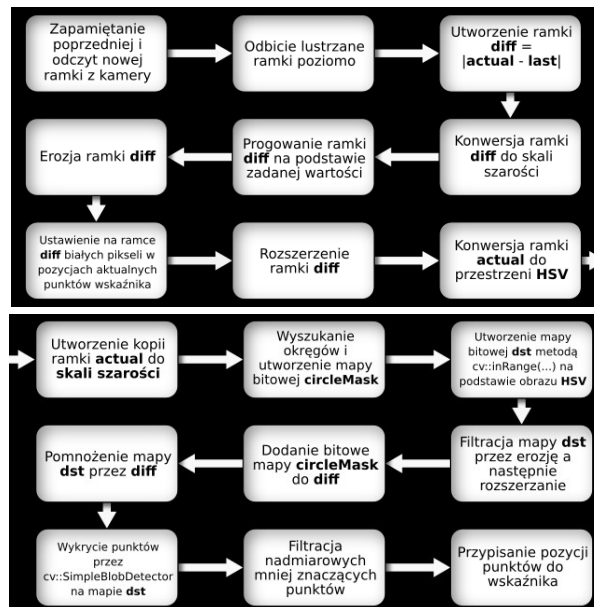 Zapamiętanie
poprzedniej i
odczyt nowej
ramki z kamery
Odbicie lustrzane
ramki poziomo
Utworzenie ramki
diff =
|actual - last|
Konwersja ramki
diff do skali
szarości
Progowanie ramki
diff na podstawie
zadanej wartości
Erozja ramki diff
Ustawienie na ramce
diff białych pikseli w
pozycjach aktualnych
punktów wskaźnika
Rozszerzenie
ramki diff
Konwersja ramki
actual do
przestrzeni HSV
Utworzenie kopii
ramki actual do
skali szarości
Wyszukanie
okręgów i
utworzenie mapy
bitowej circleMask
Utworzenie mapy
bitowej dst metodą
cv::inRange(...) na
podstawie obrazu HSV
Filtracja mapy dst
przez erozję a
następnie
rozszerzanie
Dodanie bitowe
mapy circleMask
do diff
Pomnożenie mapy
dst przez diff
Wykrycie punktów
przez
cv::SimpleBlobDetector
na mapie dst
Filtracja
nadmiarowych
mniej znaczących
punktów
Przypisanie pozycji
punktów do
wskaźnika